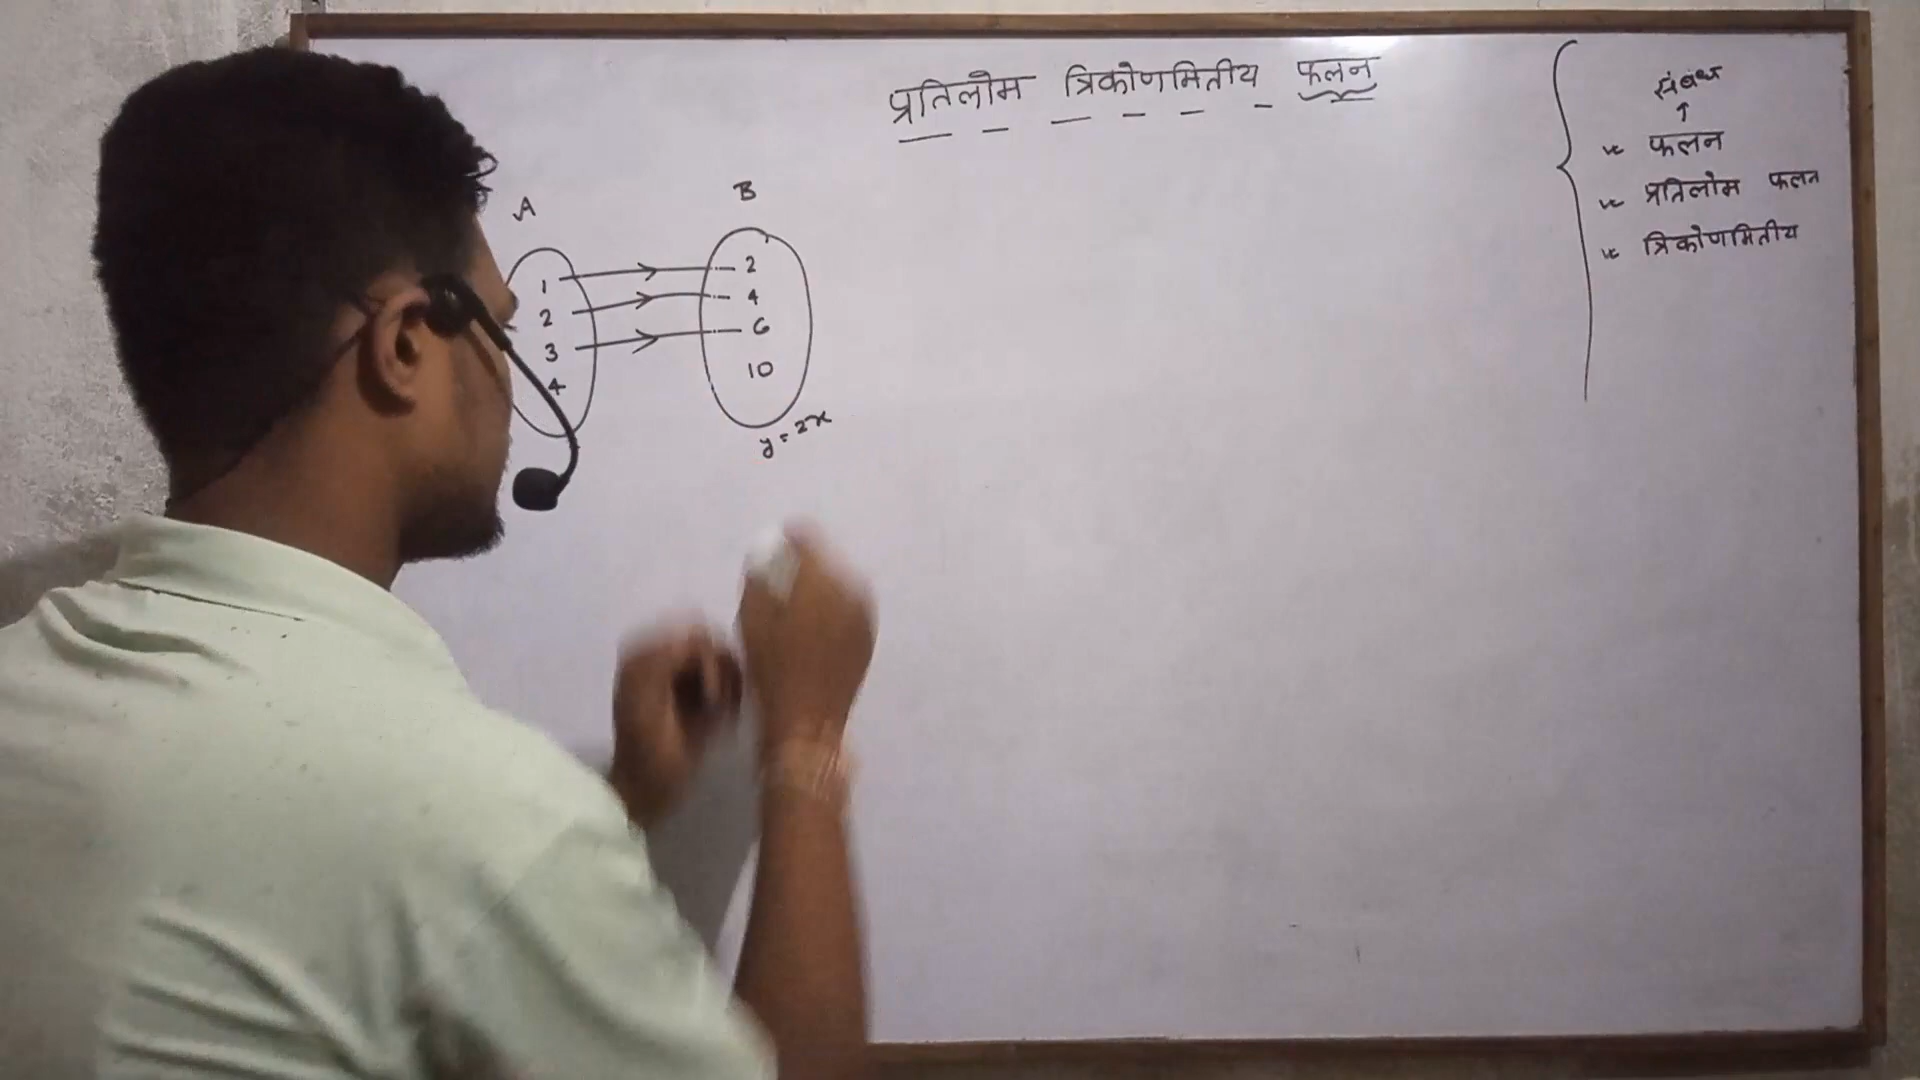 प्रतिलोम त्रिकोणमितीय फलन
A B
1 2
2 4
3 6
4 10
y = 2x
संबंध
↑
फलन
प्रतिलोम फलन
त्रिकोणमितीय